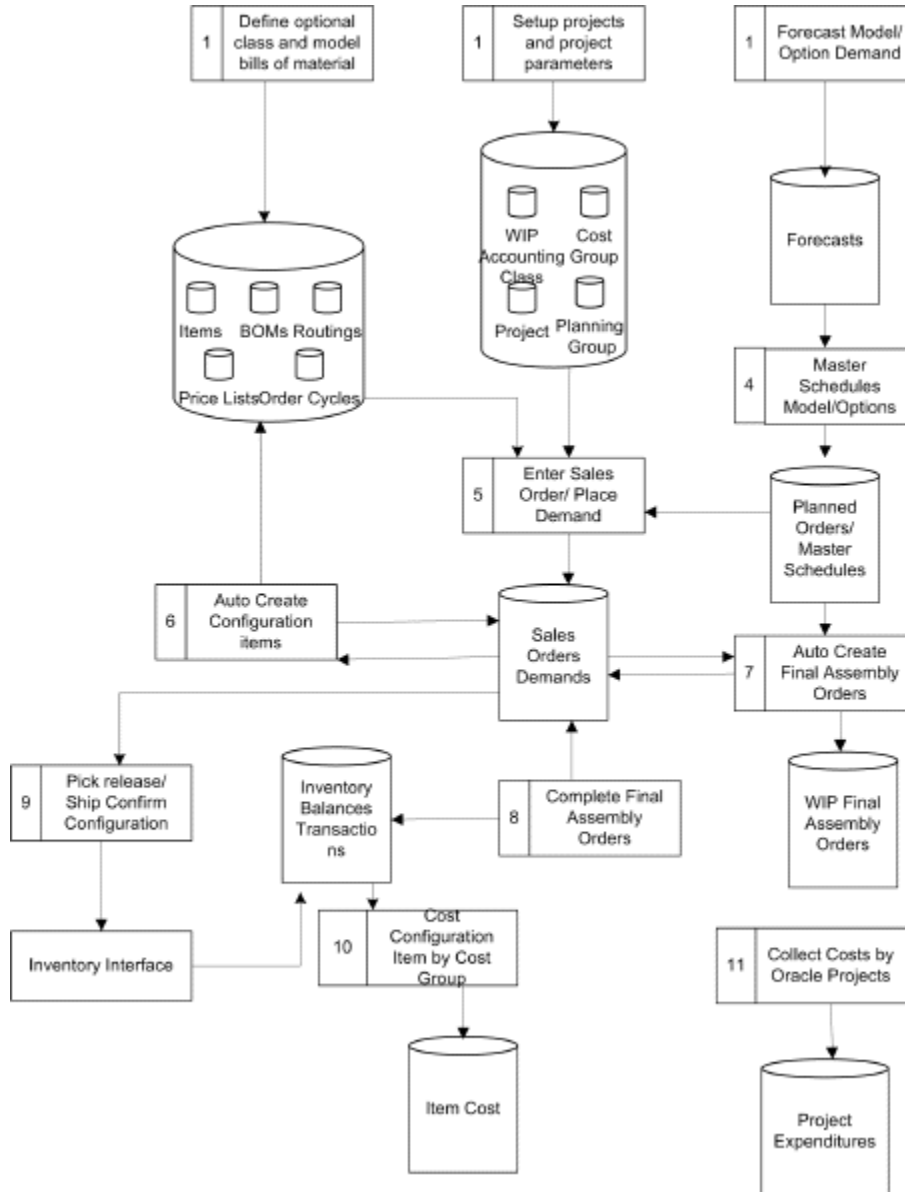 1
Define optional
class and model
bills of material
1
Setup projects
and project
parameters
1
Forecast Model/
Option Demand
WIP
Accounting
Class
Cost
Group
Project
Planning
Group
Forecasts
Items
BOMs
Routings
Price Lists
Order Cycles
4
Master
Schedules
Model/Options
5
Enter Sales
Order/ Place
Demand
Planned
Orders/
Master
Schedules
6
Auto Create
Configuration
items
Sales
Orders
Demands
7
Auto Create
Final Assembly
Orders
9
Pick release/
Ship Confirm
Configuration
Inventory
Balances
Transactio
ns
8
Complete Final
Assembly
Orders
WIP Final
Assembly
Orders
Inventory Interface
10
Cost
Configuration
Item by Cost
Group
11
Collect Costs by
Oracle Projects
Item Cost
Project
Expenditures